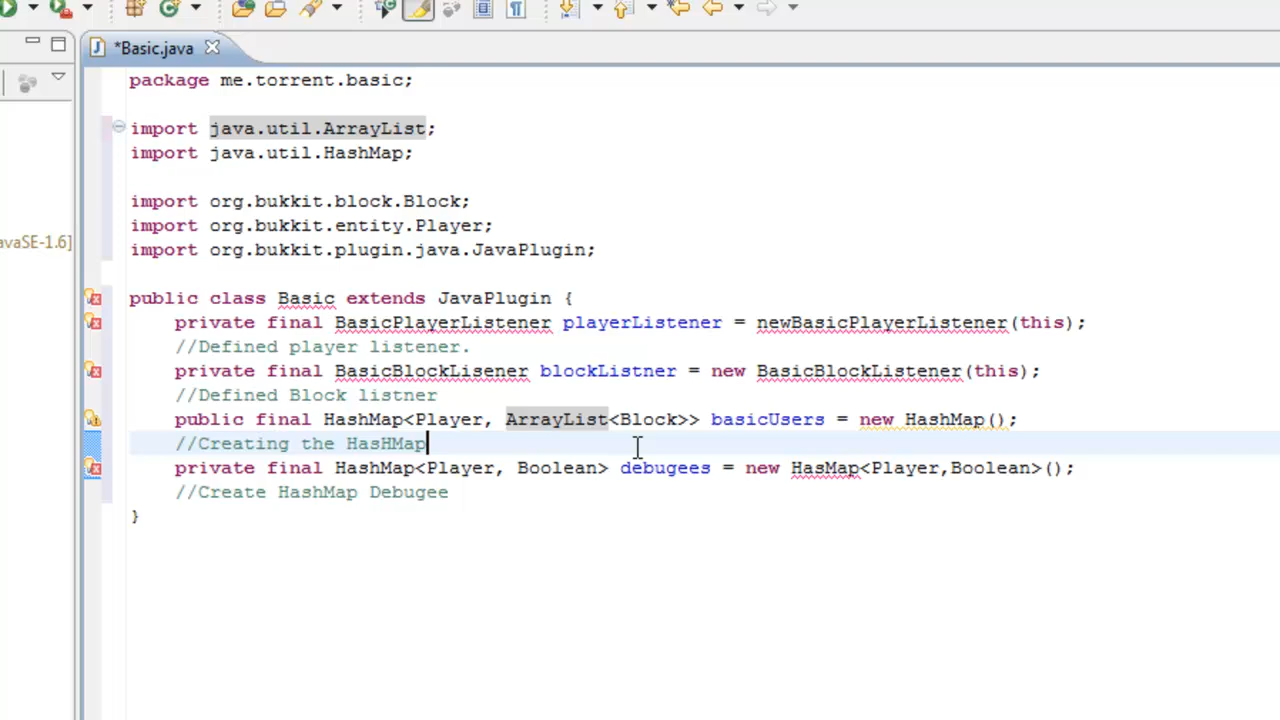 *Basic.java
package me.torrent.basic;
import java.util.ArrayList;
import java.util.HashMap;
import org.bukkit.block.Block;
import org.bukkit.entity.Player;
import org.bukkit.plugin.java.JavaPlugin;
avaSE-1.6]
public class Basic extends JavaPlugin {
private final BasicPlayerListener playerListener = newBasicPlayerListener(this);
//Defined player listener.
private final BasicBlockLisener blockListner = new BasicBlockListener(this);
//Defined Block listner
public final HashMap<Player, ArrayList<Block>> basicUsers = new HashMap();
//Creating the HasHMap
private final HashMap<Player, Boolean> debugees = new HasMap<Player,Boolean>();
//Create HashMap Debugee
}